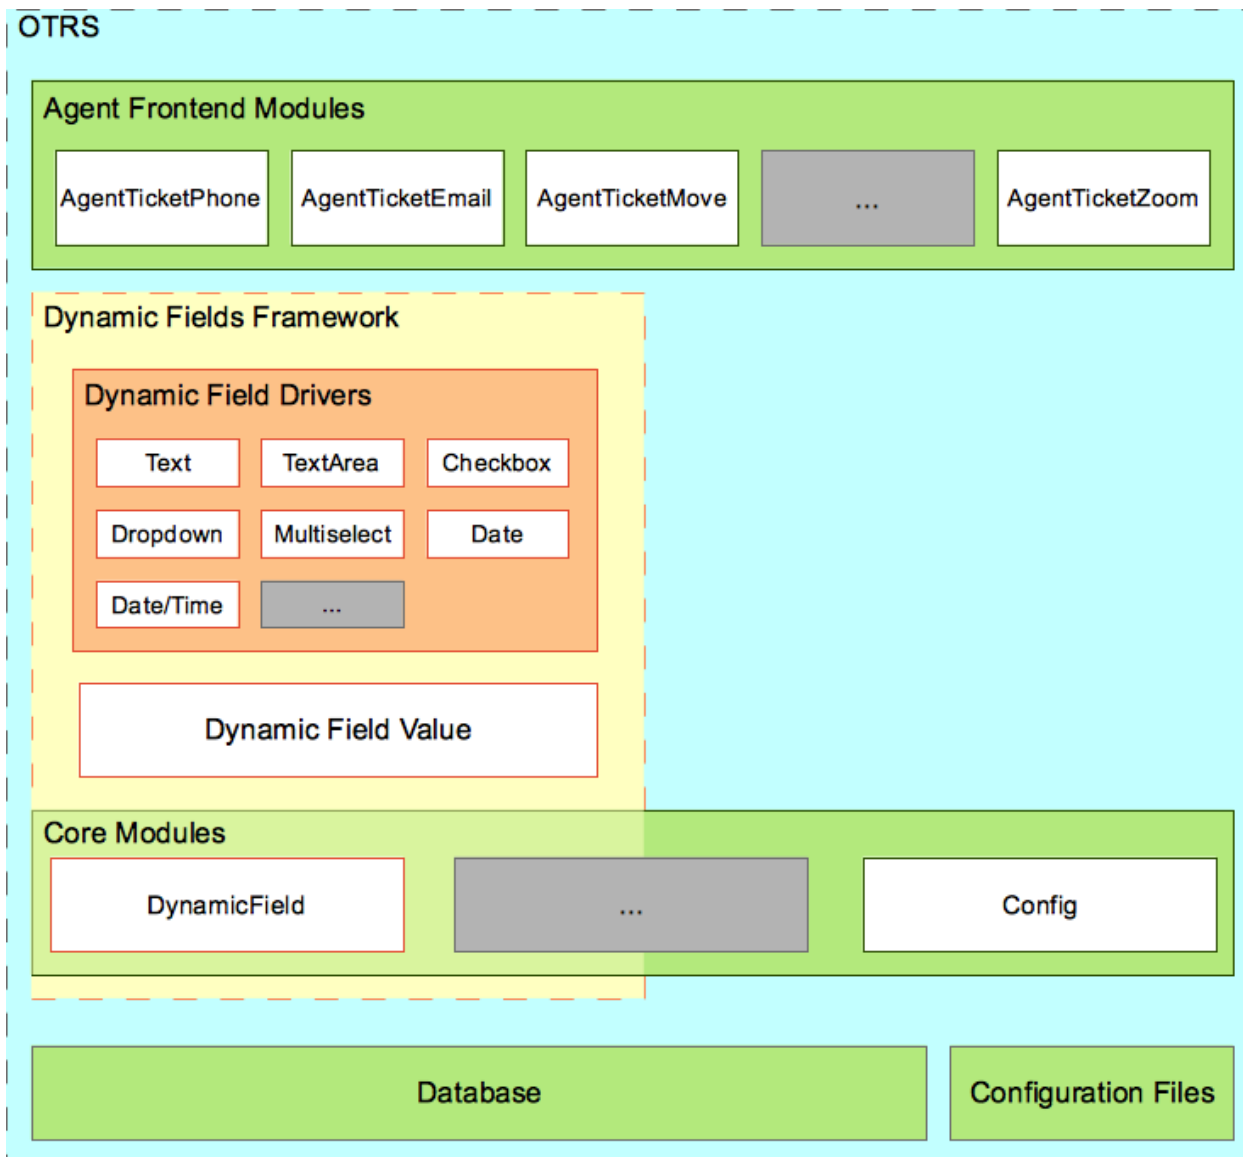 OTRS
Agent Frontend Modules
AgentTicketPhone
AgentTicketEmail
AgentTicketMove
...
AgentTicketZoom
Dynamic Fields Framework
Dynamic Field Drivers
Text
TextArea
Checkbox
Dropdown
Multiselect
Date
Date/Time
...
Dynamic Field Value
Core Modules
DynamicField
...
Config
Database
Configuration Files